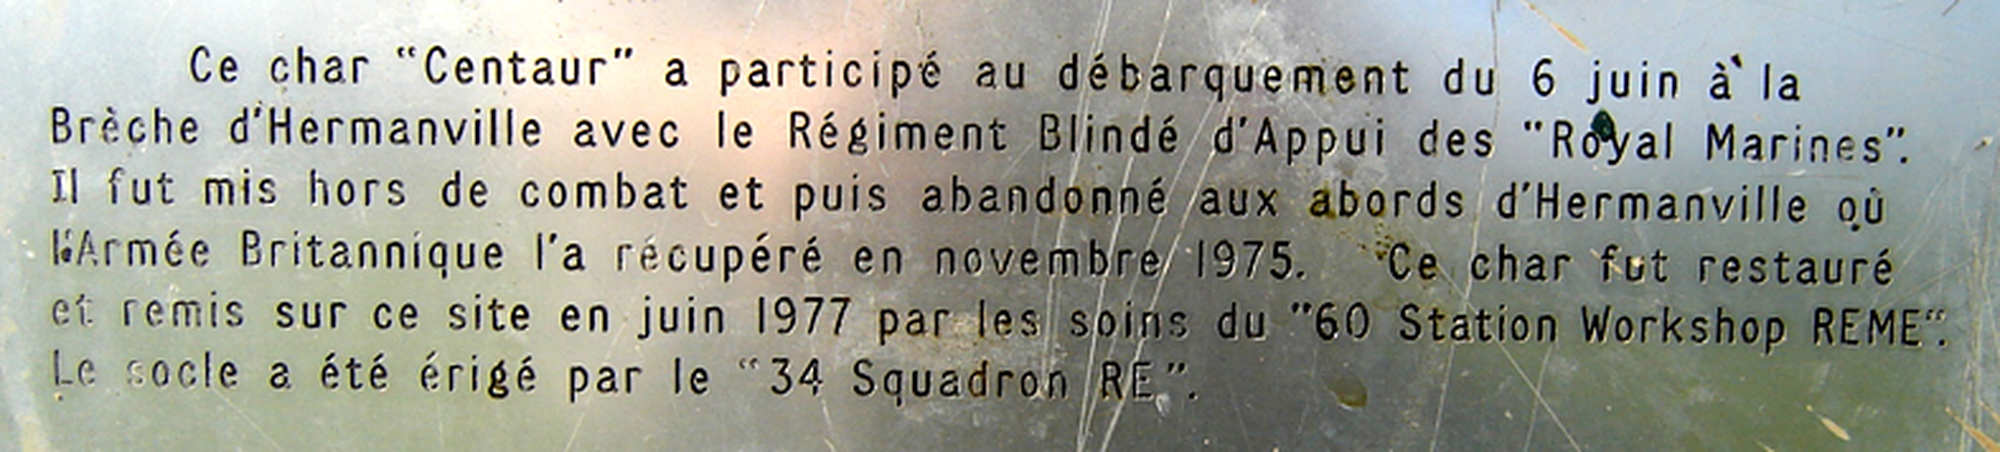 Ce char "Centaur" a participé au débarquement du 6 juin à la
Brèche d'Hermanville avec le Régiment Blindé d'Appui des "Royal Marines".
Il fut mis hors de combat et puis abandonné aux abords d'Hermanville où
l'Armée Britannique l'a récupéré en novembre 1975. Ce char fut restauré
et remis sur ce site en juin 1977 par les soins du "60 Station Workshop REME".
Le socle a été érigé par le "34 Squadron RE".